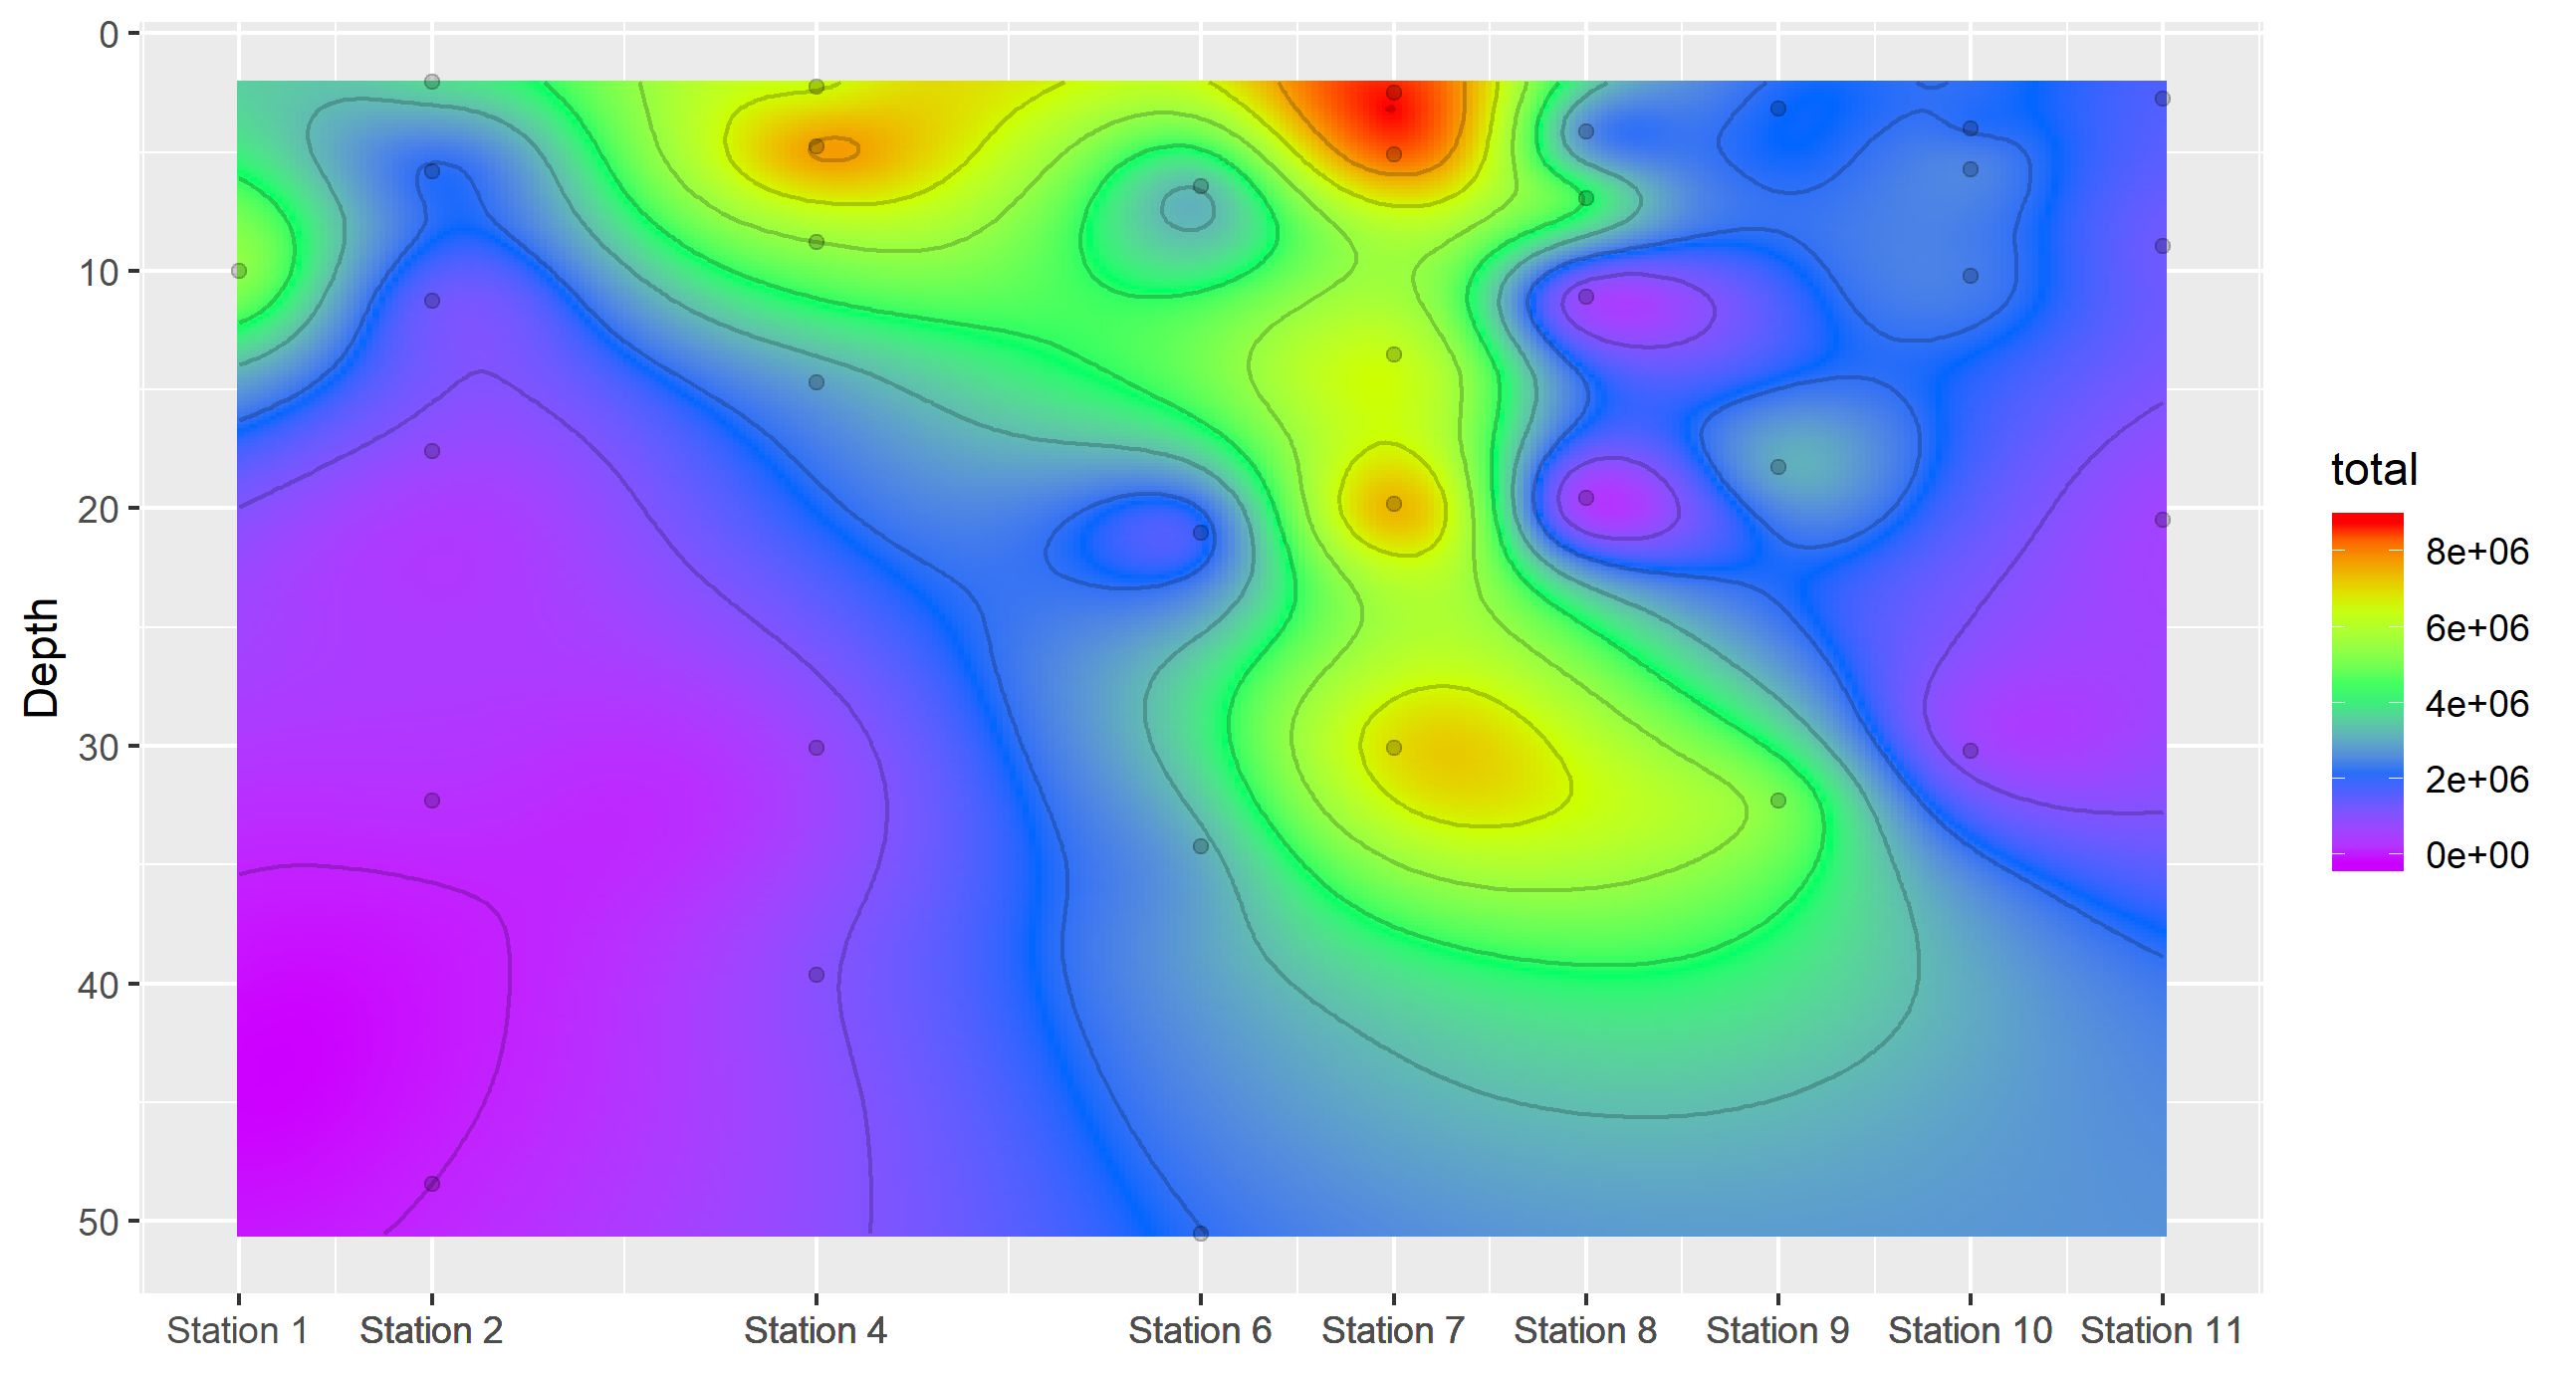 0
10
20
30
40
50
Depth
Station 1
Station 2
Station 4
Station 6
Station 7
Station 8
Station 9
Station 10
Station 11
total
8e+06
6e+06
4e+06
2e+06
0e+00